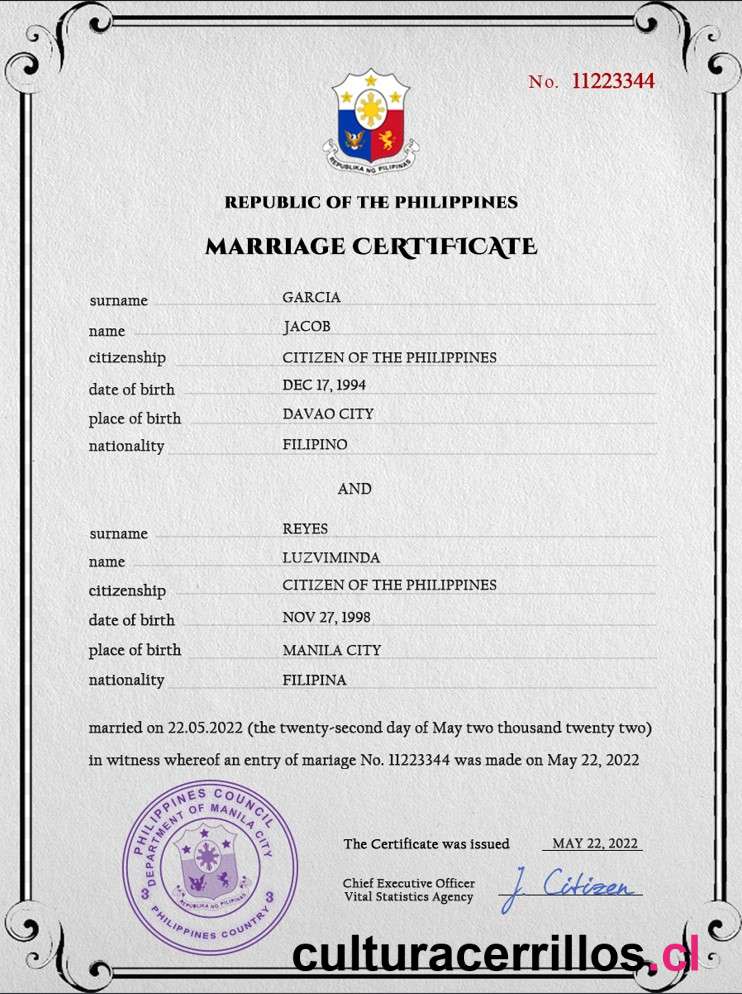 No. 11223344
REPUBLIKA NG PILIPINAS
REPUBLIC OF THE PHILIPPINES
MARRIAGE CERTIFICATE
surname GARCIA
name JACOB
citizenship CITIZEN OF THE PHILIPPINES
date of birth DEC 17, 1994
place of birth DAVAO CITY
nationality FILIPINO
AND
surname REYES
name LUZVIMINDA
citizenship CITIZEN OF THE PHILIPPINES
date of birth NOV 27, 1998
place of birth MANILA CITY
nationality FILIPINA
married on 22.05.2022 (the twenty-second day of May two thousand twenty two)
in witness whereof an entry of mariage No. 11223344 was made on May 22, 2022
PHILIPPINES COUNCIL
DEPARTMENT OF MANILA CITY
REPUBLIKA NG PILIPINAS
3 3
PHILIPPINES COUNTRY
The Certificate was issued MAY 22, 2022
Chief Executive Officer
Vital Statistics Agency
J. Citizen
culturacerrillos.cl